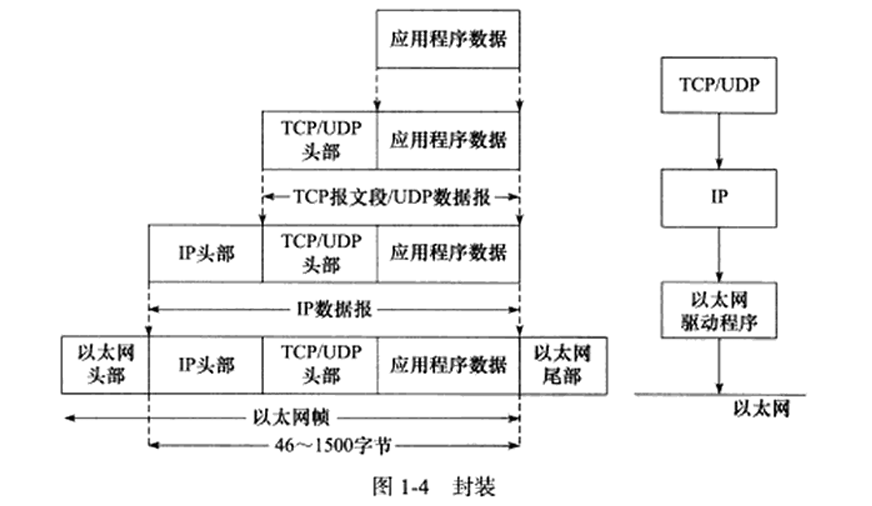 应用程序数据
TCP/UDP
头部
应用程序数据
TCP报文段/UDP数据报
IP头部
TCP/UDP
头部
应用程序数据
IP数据报
以太网
头部
IP头部
TCP/UDP
头部
应用程序数据
以太网
尾部
以太网帧
46～1500字节
TCP/UDP
IP
以太网
驱动程序
以太网
图 1-4 封装